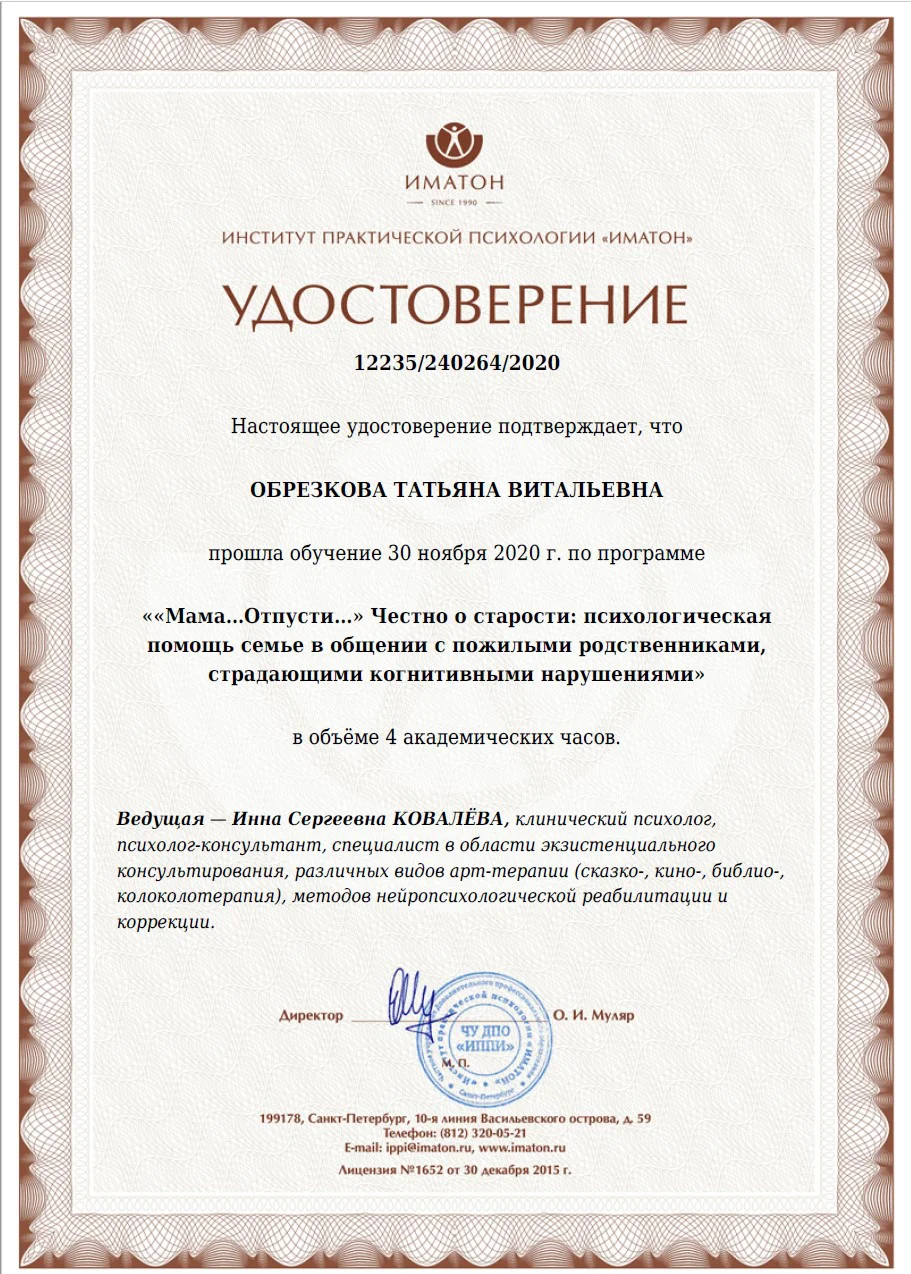 ИМАТОН
SINCE 1990
ИНСТИТУТ ПРАКТИЧЕСКОЙ ПСИХОЛОГИИ «ИМАТОН»
УДОСТОВЕРЕНИЕ
12235/240264/2020
Настоящее удостоверение подтверждает, что
ОБРЕЗКОВА ТАТЬЯНА ВИТАЛЬЕВНА
прошла обучение 30 ноября 2020 г. по программе
««Мама...Отпусти...» Честно о старости: психологическая
помощь семье в общении с пожилыми родственниками,
страдающими когнитивными нарушениями»
в объёме 4 академических часов.
Ведущая — Инна Сергеевна КОВАЛЁВА, клинический психолог,
психолог-консультант, специалист в области экзистенциального
консультирования, различных видов арт-терапии (сказко-, кино-, библио-,
колоколотерапия), методов нейропсихологической реабилитации и
коррекции.
Директор
О. И. Муляр
ЧУ ДПО
«ИППИ»
М. П.
Санкт-Петербург
199178, Санкт-Петербург, 10-я линия Васильевского острова, д. 59
Телефон: (812) 320-05-21
E-mail: ippi@imaton.ru, www.imaton.ru
Лицензия №1652 от 30 декабря 2015 г.